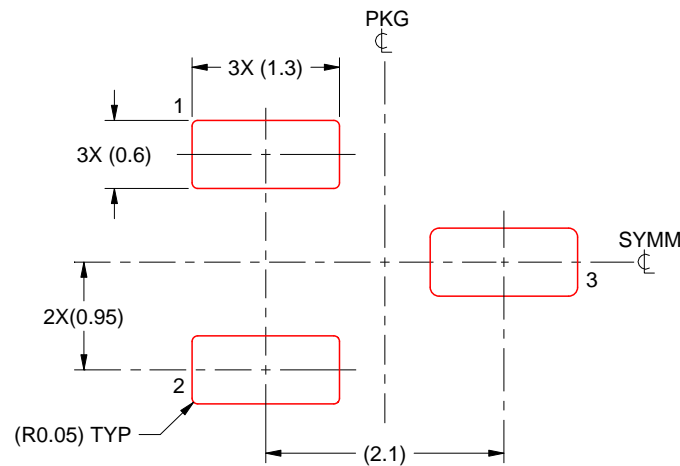 PKG
℄
3X (1.3)
1
3X (0.6)
SYMM
℄
3
2X(0.95)
2
(R0.05) TYP
(2.1)